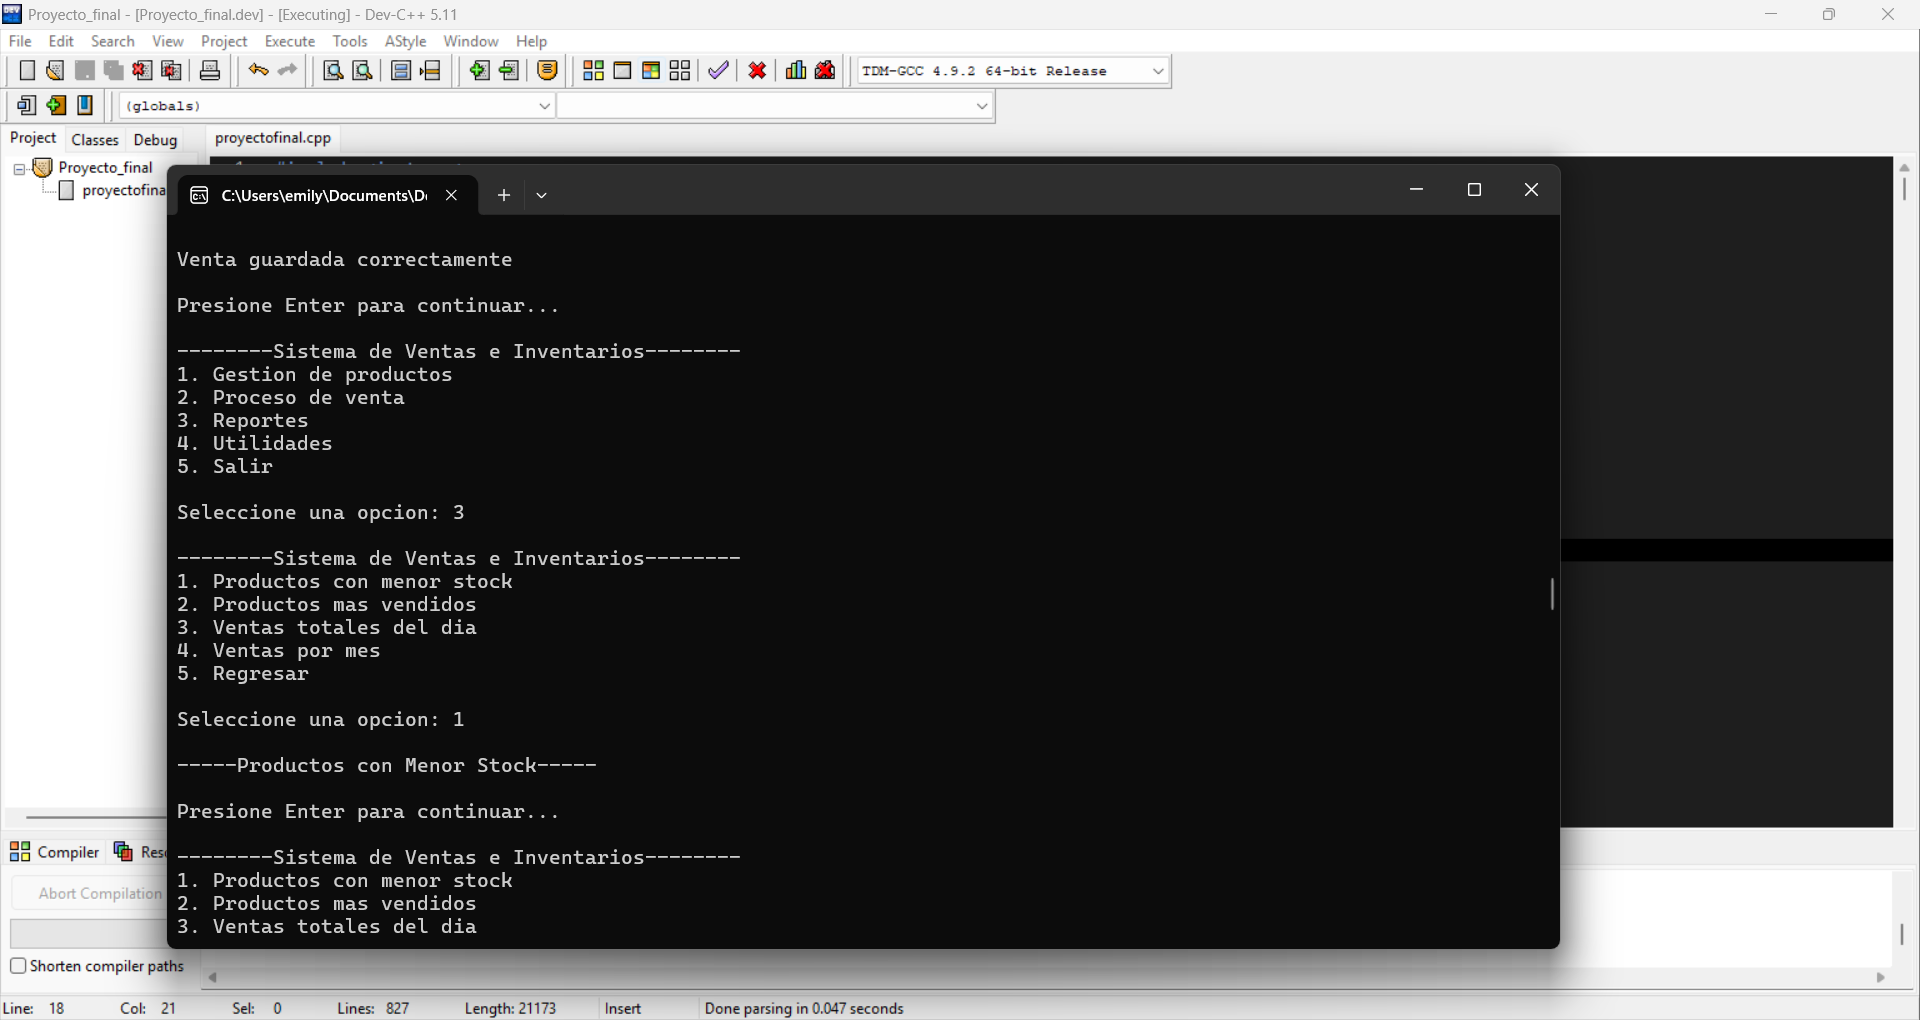 Proyecto_final - [Proyecto_final.dev] - [Executing] - Dev-C++ 5.11
File Edit Search View Project Execute Tools AStyle Window Help
TDM-GCC 4.9.2 64-bit Release
(globals)
Project Classes Debug
proyectofinal.cpp
Proyecto_final
proyectofina
C:\Users\emily\Documents\D
Venta guardada correctamente
Presione Enter para continuar...
--------Sistema de Ventas e Inventarios--------
1. Gestion de productos
2. Proceso de venta
3. Reportes
4. Utilidades
5. Salir
Seleccione una opcion: 3
--------Sistema de Ventas e Inventarios--------
1. Productos con menor stock
2. Productos mas vendidos
3. Ventas totales del dia
4. Ventas por mes
5. Regresar
Seleccione una opcion: 1
-----Productos con Menor Stock-----
Presione Enter para continuar...
--------Sistema de Ventas e Inventarios--------
1. Productos con menor stock
2. Productos mas vendidos
3. Ventas totales del dia
Compiler Res
Abort Compilation
Shorten compiler paths
Line: 18 Col: 21 Sel: 0 Lines: 827 Length: 21173 Insert Done parsing in 0.047 seconds